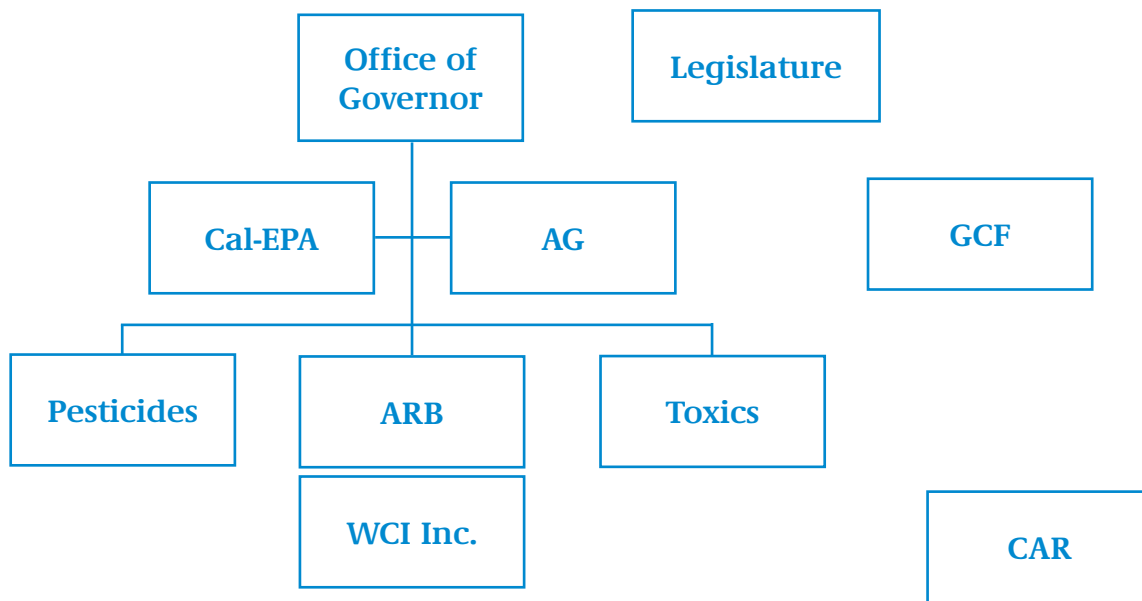 Office of
Governor
Legislature
Cal-EPA
AG
GCF
Pesticides
ARB
Toxics
WCI Inc.
CAR